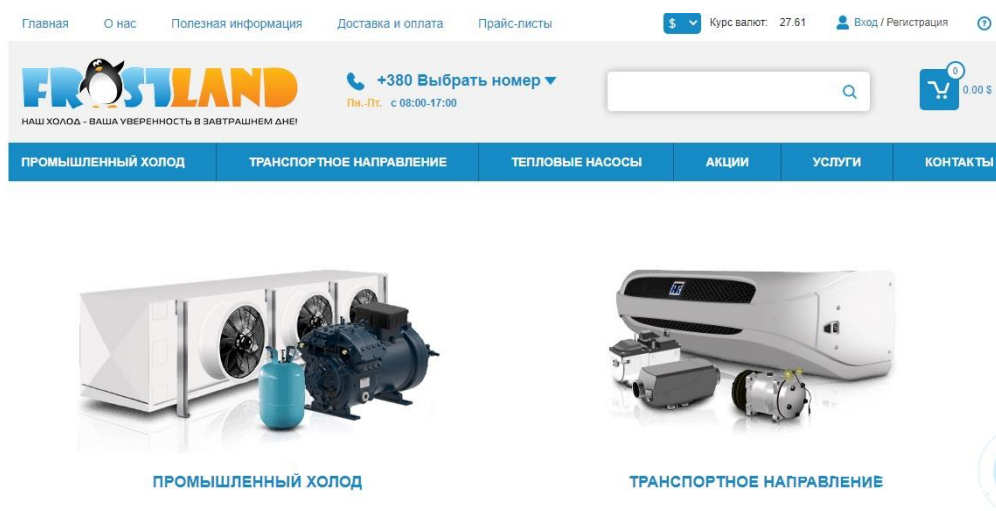 Главная О нас Полезная информация Доставка и оплата Прайс-листы $ Курс валют: 27.61 Вход / Регистрация ?
FROSTLAND
НАШ ХОЛОД - ВАША УВЕРЕННОСТЬ В ЗАВТРАШНЕМ ДНЕ!
+380 Выбрать номер
Пн.-Пт. с 08:00-17:00
0
0.00 $
ПРОМЫШЛЕННЫЙ ХОЛОД ТРАНСПОРТНОЕ НАПРАВЛЕНИЕ ТЕПЛОВЫЕ НАСОСЫ АКЦИИ УСЛУГИ КОНТАКТЫ
ПРОМЫШЛЕННЫЙ ХОЛОД ТРАНСПОРТНОЕ НАПРАВЛЕНИЕ